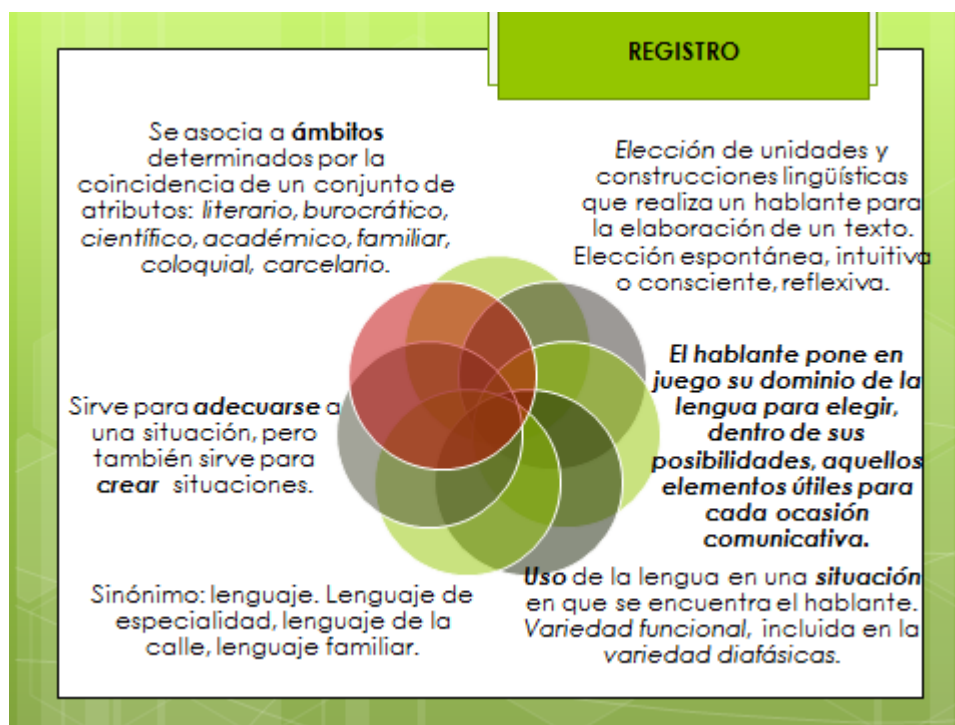 REGISTRO
Se asocia a ámbitos
determinados por la
coincidencia de un conjunto de
atributos: literario, burocrático,
científico, académico, familiar,
coloquial, carcelario.
Elección de unidades y
construcciones lingüísticas
que realiza un hablante para
la elaboración de un texto.
Elección espontánea, intuitiva
o consciente, reflexiva.
El hablante pone en
juego su dominio de la
lengua para elegir,
dentro de sus
posibilidades, aquellos
elementos útiles para
cada ocasión
comunicativa.
Sirve para adecuarse a
una situación, pero
también sirve para
crear situaciones.
Uso de la lengua en una situación
en que se encuentra el hablante.
Variedad funcional, incluida en la
variedad diafásicas.
Sinónimo: lenguaje. Lenguaje de
especialidad, lenguaje de la
calle, lenguaje familiar.